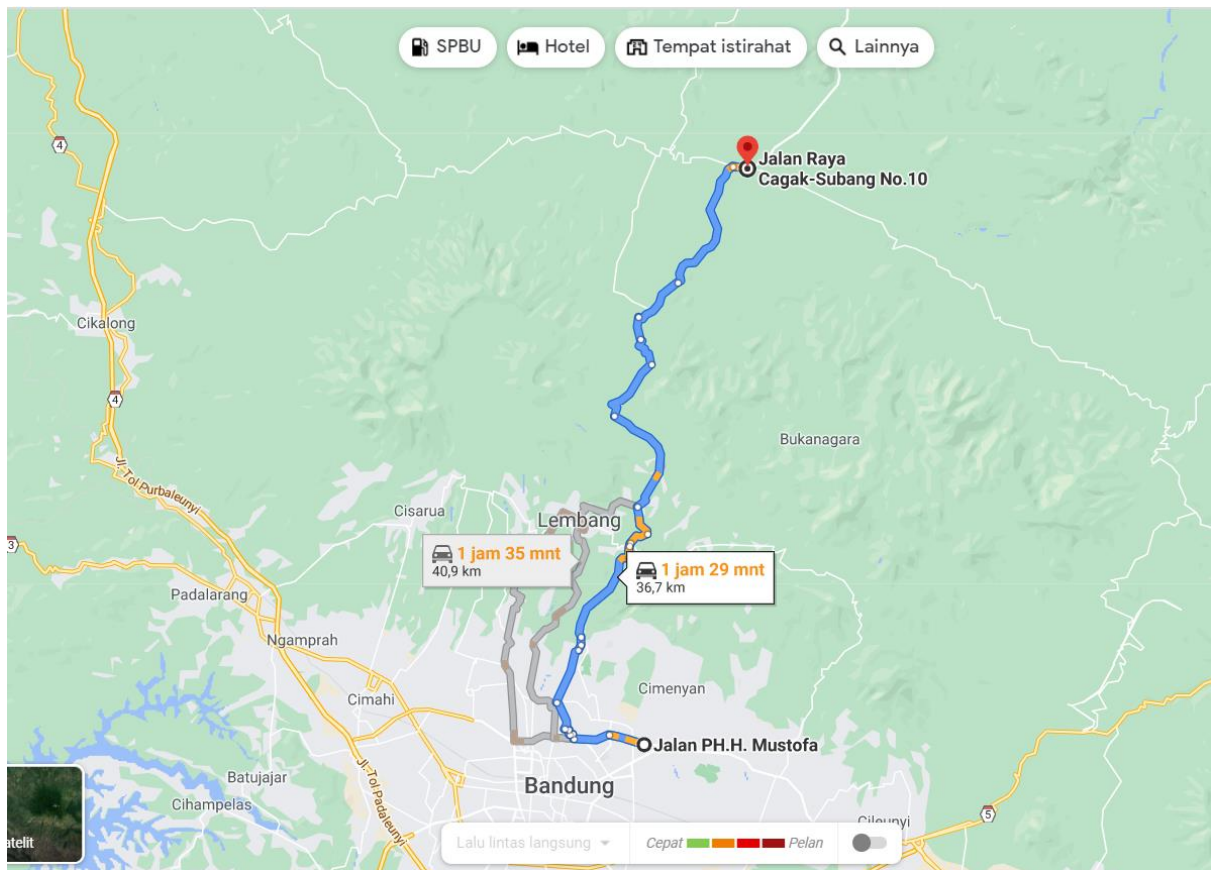 SPBU
Hotel
Tempat istirahat
Lainnya
4
Jalan Raya
Cagak-Subang No.10
Cikalong
4
Bukanagara
Jl. Tol Purbaleunyi
Cisarua
Lembang
3
1 jam 35 mnt
40,9 km
1 jam 29 mnt
36,7 km
Padalarang
Ngamprah
Cimahi
Cimenyan
Jalan PH.H. Mustofa
Batujajar
Bandung
Jl. Tol Padaleunyi
Cihampelas
5
Cileunyi
atelit
Lalu lintas langsung
Cepat
Pelan